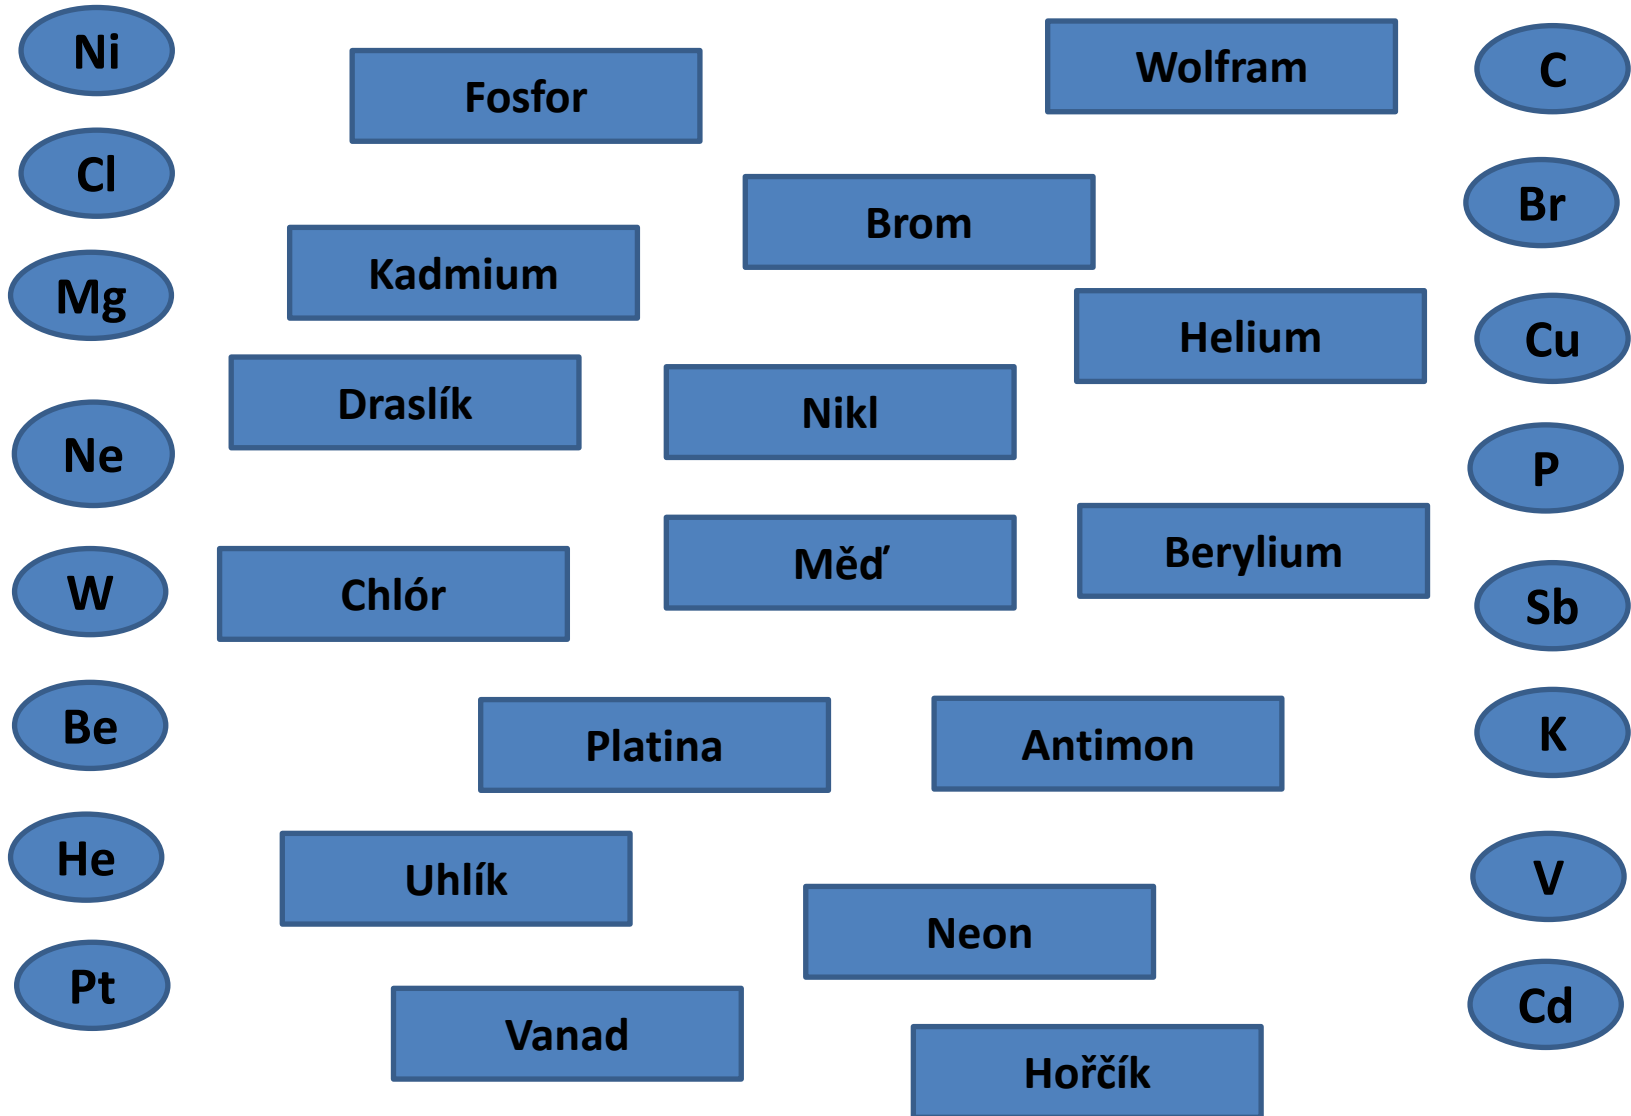 Ni
Cl
Mg
Ne
W
Be
He
Pt
Fosfor
Wolfram
Brom
Kadmium
Helium
Draslík
Nikl
Měď
Berylium
Chlór
Platina
Antimon
Uhlík
Neon
Vanad
Hořčík
C
Br
Cu
P
Sb
K
V
Cd